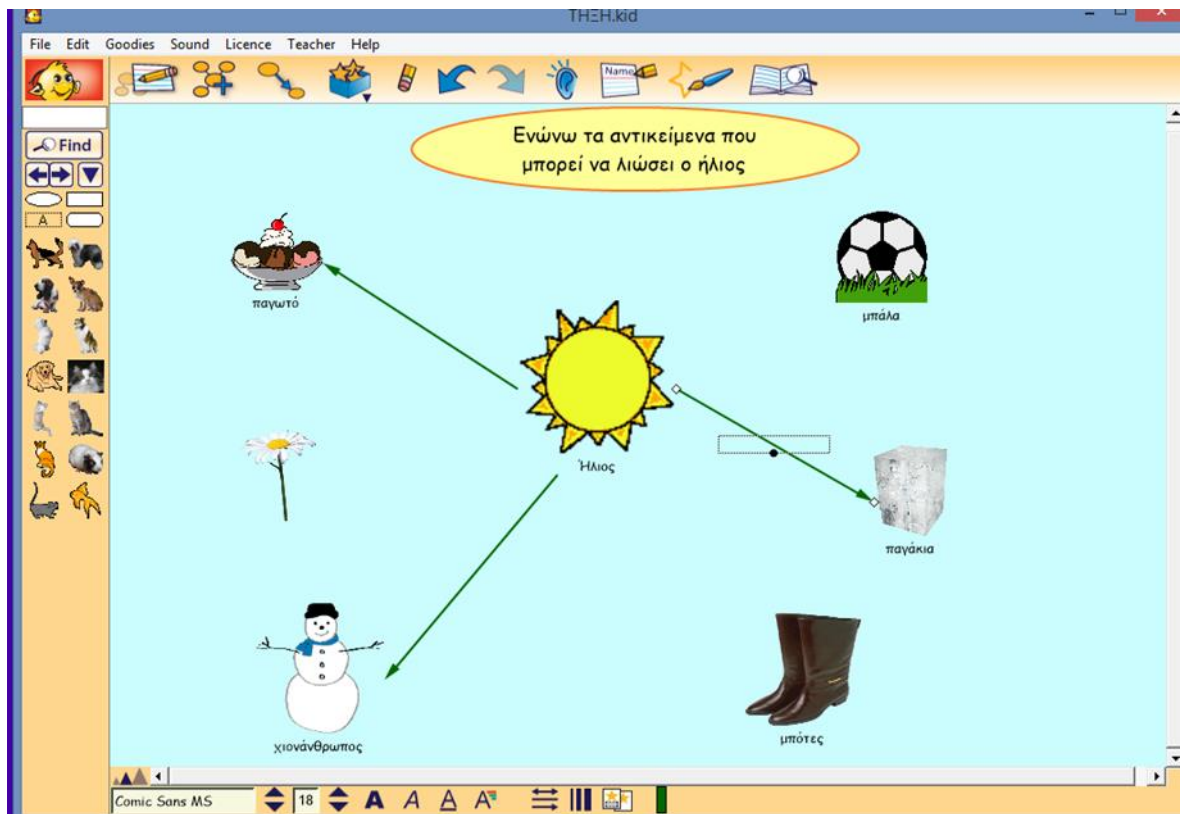 ΤΗΞΗ.kid
File Edit Goodies Sound Licence Teacher Help
Name
Find
A
Ενώνω τα αντικείμενα που
μπορεί να λιώσει ο ήλιος
παγωτό
μπάλα
Ήλιος
παγάκια
χιονάνθρωπος
μπότες
Comic Sans MS 18 A A A A